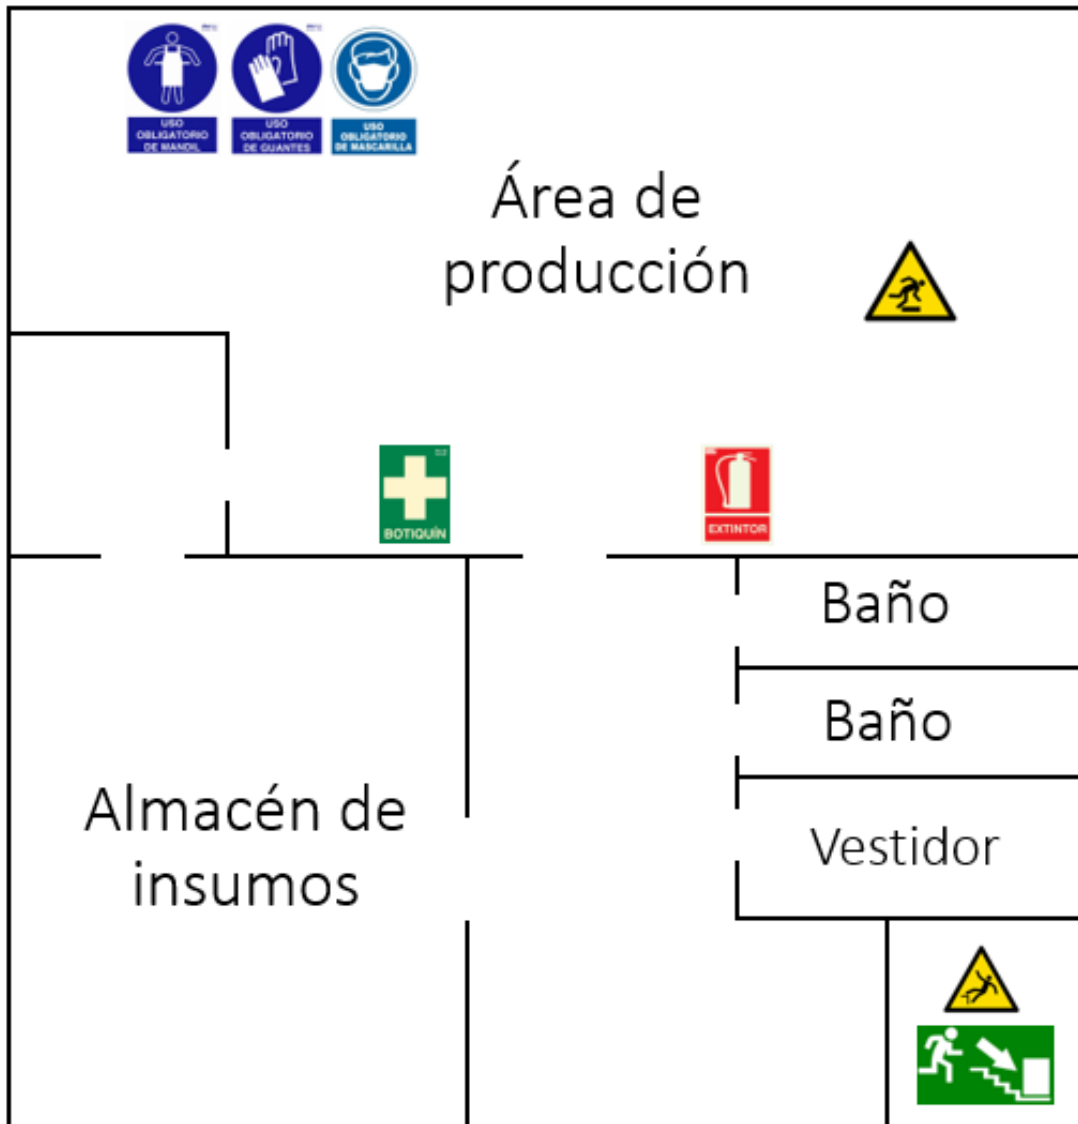 USO
OBLIGATORIO
DE MANDIL
USO
OBLIGATORIO
DE GUANTES
USO
OBLIGATORIO
DE MASCARILLA
Área de
producción
BOTIQUÍN
EXTINTOR
Baño
Baño
Almacén de
insumos
Vestidor